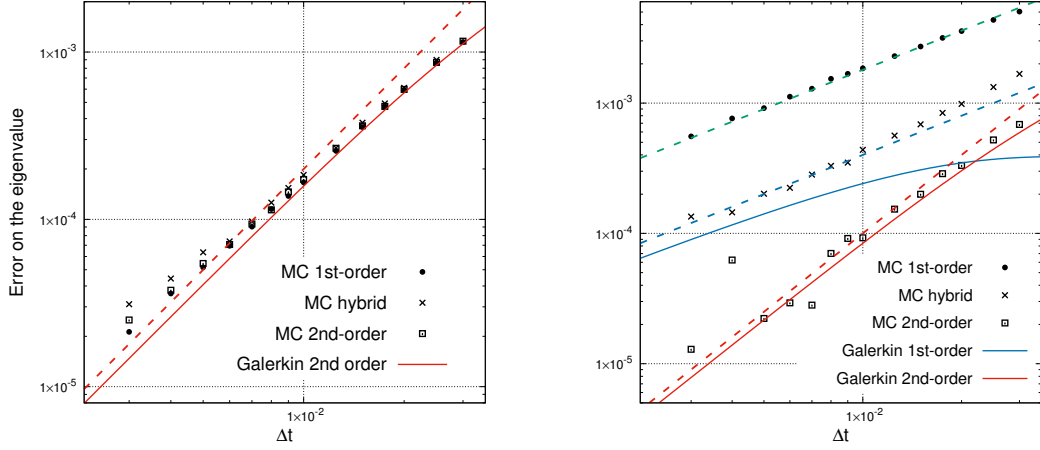 Error on the eigenvalue
1×10⁻³
1×10⁻⁴
1×10⁻⁵
1×10⁻²
Δt
MC 1st-order
MC hybrid
MC 2nd-order
Galerkin 2nd order
1×10⁻³
1×10⁻⁴
1×10⁻⁵
1×10⁻²
Δt
MC 1st-order
MC hybrid
MC 2nd-order
Galerkin 1st-order
Galerkin 2nd-order